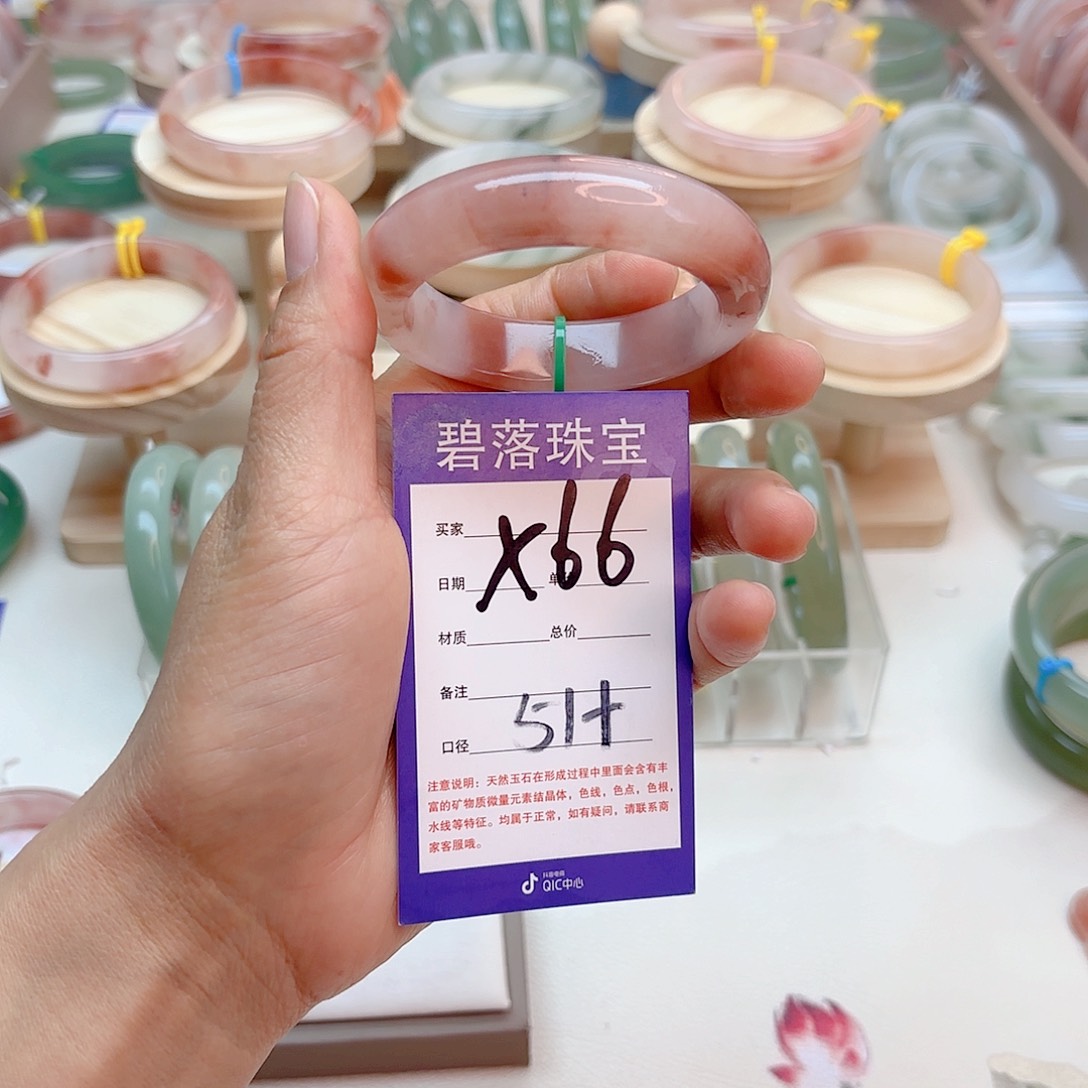 碧落珠宝
买家
X66
日期 单
材质 总价
备注
51+
口径
注意说明：天然玉石在形成过程中里面会含有丰
富的矿物质微量元素结晶体，色线，色点，色根，
水线等特征。均属于正常，如有疑问，请联系商
家客服哦。
抖音电商
QIC中心